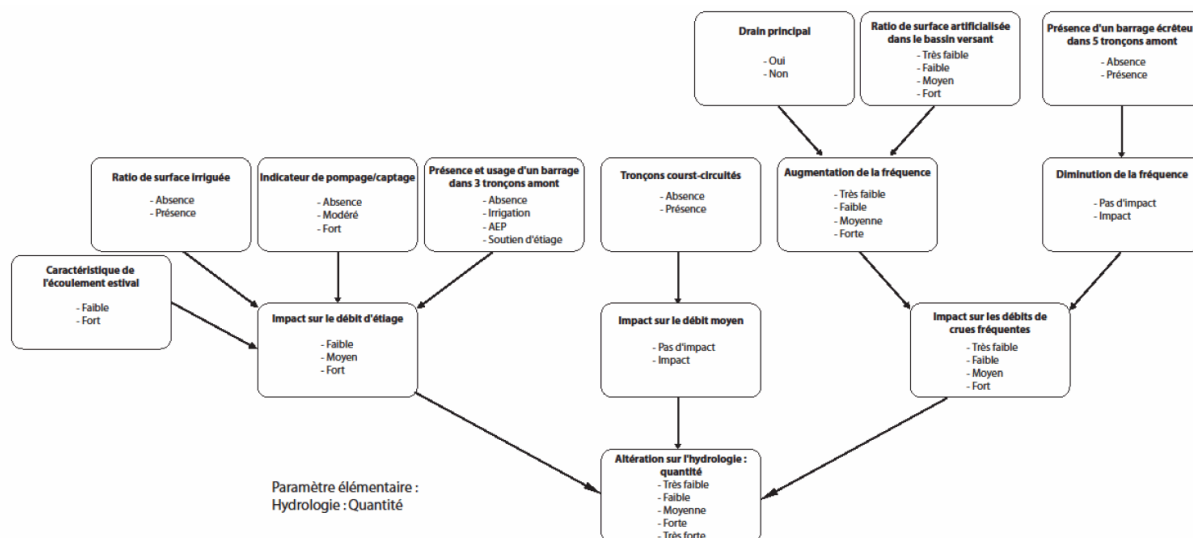 Drain principal
- Oui
- Non
Ratio de surface artificialisée
dans le bassin versant
- Très faible
- Faible
- Moyen
- Fort
Présence d'un barrage écrêteur
dans 5 tronçons amont
- Absence
- Présence
Ratio de surface irriguée
- Absence
- Présence
Indicateur de pompage/captage
- Absence
- Modéré
- Fort
Présence et usage d'un barrage
dans 3 tronçons amont
- Absence
- Irrigation
- AEP
- Soutien d'étiage
Tronçons courst-circuités
- Absence
- Présence
Augmentation de la fréquence
- Très faible
- Faible
- Moyenne
- Forte
Diminution de la fréquence
- Pas d'impact
- Impact
Caractéristique de
l'écoulement estival
- Faible
- Fort
Impact sur le débit d'étiage
- Faible
- Moyen
- Fort
Impact sur le débit moyen
- Pas d'impact
- Impact
Impact sur les débits de
crues fréquentes
- Très faible
- Faible
- Moyen
- Fort
Altération sur l'hydrologie :
quantité
- Très faible
- Faible
- Moyenne
- Forte
- Très forte
Paramètre élémentaire :
Hydrologie : Quantité